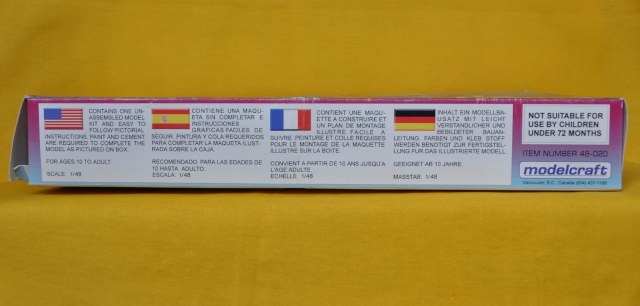 CONTAINS ONE UN-
ASSEMBLED MODEL
KIT AND EASY TO
FOLLOW PICTORIAL
INSTRUCTIONS. PAINT AND CEMENT
ARE REQUIRED TO COMPLETE THE
MODEL AS PICTURED ON BOX.
FOR AGES 10 TO ADULT.
SCALE: 1/48
CONTIENE UNA MAQU-
ETA SIN COMPLETAR E
INSTRUCCIONES
GRAFICAS FACILES DE
SEGUIR. PINTURA Y COLA REQUERIDOS
PARA COMPLETAR LA MAQUETA ILUST-
RADA SOBRE LA CAJA.
RECOMENDADO PARA LAS EDADES DE
10 HASTA ADULTO.
ESCALA: 1/48
CONTIENT UNE MAQU-
ETTE A CONSTRUIRE ET
UN PLAN DE MONTAGE
ILLUSTRE FACILE A
SUIVRE PEINTURE ET COLLE REQUISES
POUR LE MONTAGE DE LA MAQUETTE
ILLUSTRE SUR LA BOITE.
CONVIENT A PARTIR DE 10 ANS JUSQU'A
L'AGE ADULTE.
ECHELLE: 1/48
INHALT EIN MODELLBA-
USATZ MIT LEICHT
VERSTANDLICHER UND
BEBILDETER BAUAN-
LEITUNG. FARBEN UND KLEB STOFF
WERDEN BENOTIGT ZUR FERTIGSTEL-
LUNG FUR DAS ILLUSTRIERTE MODELL.
GEEIGNET AB 10 JAHRE.
MASSTAB: 1/48
NOT SUITABLE FOR
USE BY CHILDREN
UNDER 72 MONTHS
ITEM NUMBER 48-020
modelcraft
Vancouver, B.C., Canada